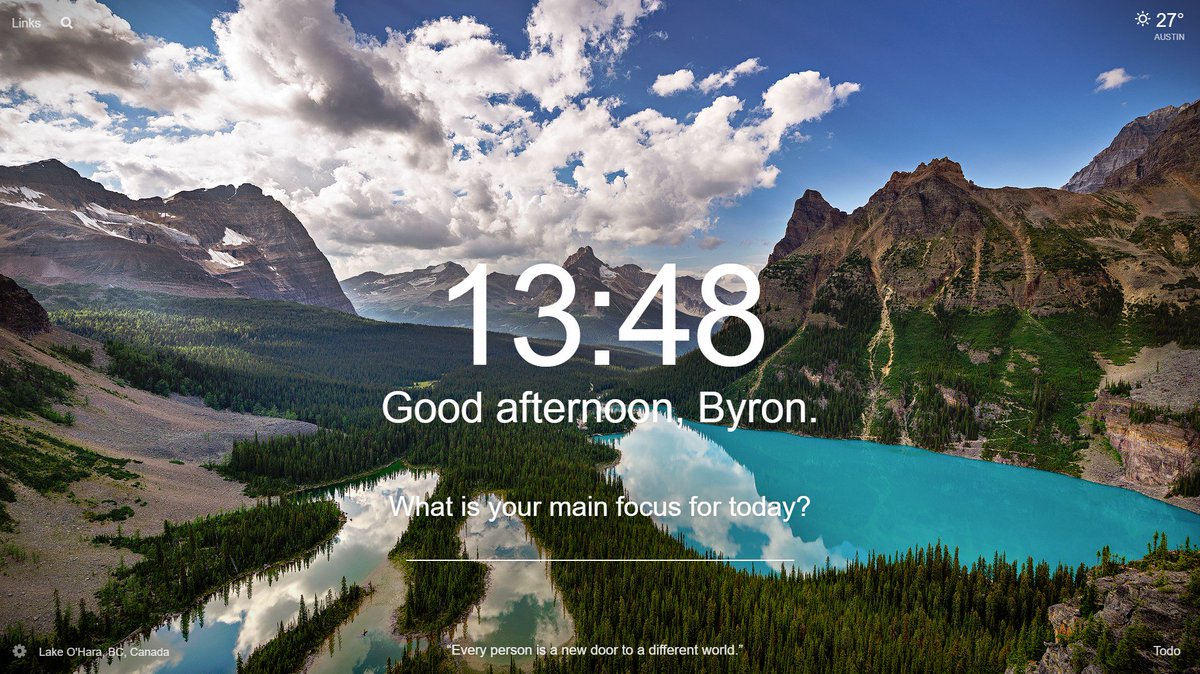 Links
27°
AUSTIN
13:48
Good afternoon, Byron.
What is your main focus for today?
Lake O'Hara, BC, Canada
“Every person is a new door to a different world.”
Todo